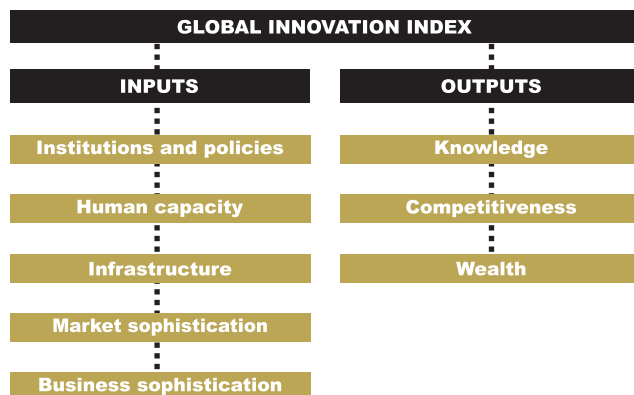 GLOBAL INNOVATION INDEX
INPUTS
Institutions and policies
Human capacity
Infrastructure
Market sophistication
Business sophistication
OUTPUTS
Knowledge
Competitiveness
Wealth